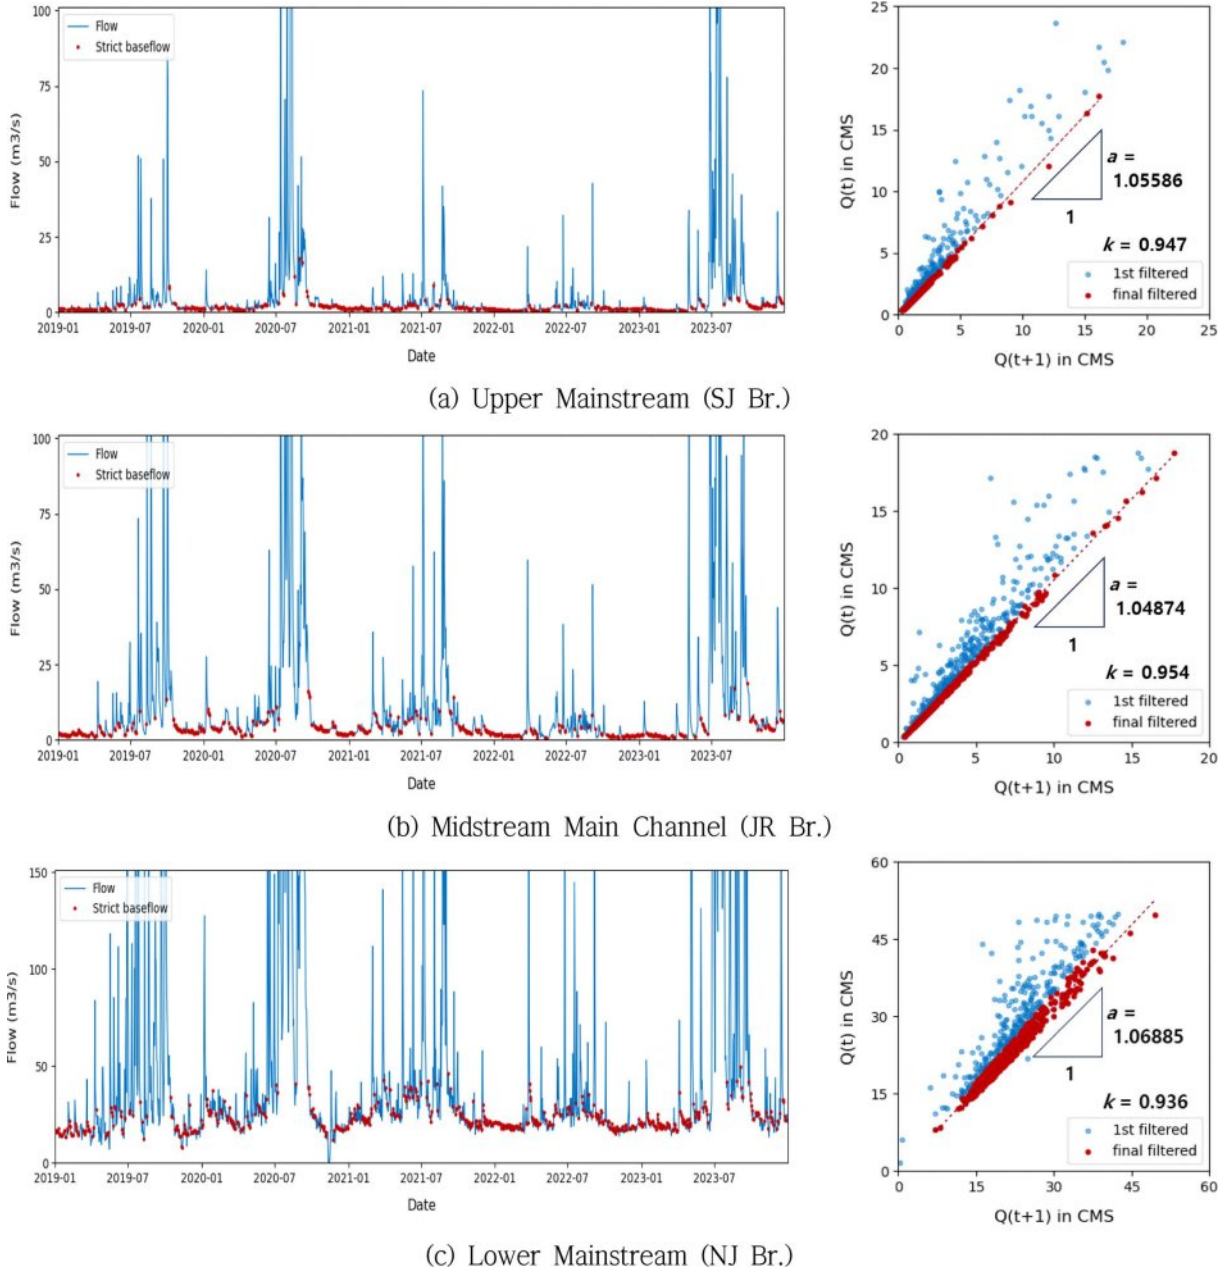 100
75
50
25
0
Flow (m3/s)
Flow
Strict baseflow
2019-01 2019-07 2020-01 2020-07 2021-01 2021-07 2022-01 2022-07 2023-01 2023-07
Date
25
20
15
10
5
0
Q(t) in CMS
a =
1.05586
1
k = 0.947
1st filtered
final filtered
0 5 10 15 20 25
Q(t+1) in CMS
(a) Upper Mainstream (SJ Br.)
100
75
50
25
0
Flow (m3/s)
Flow
Strict baseflow
2019-01 2019-07 2020-01 2020-07 2021-01 2021-07 2022-01 2022-07 2023-01 2023-07
Date
20
15
10
5
0
Q(t) in CMS
a =
1.04874
1
k = 0.954
1st filtered
final filtered
0 5 10 15 20
Q(t+1) in CMS
(b) Midstream Main Channel (JR Br.)
150
100
50
0
Flow (m3/s)
Flow
Strict baseflow
2019-01 2019-07 2020-01 2020-07 2021-01 2021-07 2022-01 2022-07 2023-01 2023-07
Date
60
45
30
15
0
Q(t) in CMS
a =
1.06885
1
k = 0.936
1st filtered
final filtered
0 15 30 45 60
Q(t+1) in CMS
(c) Lower Mainstream (NJ Br.)